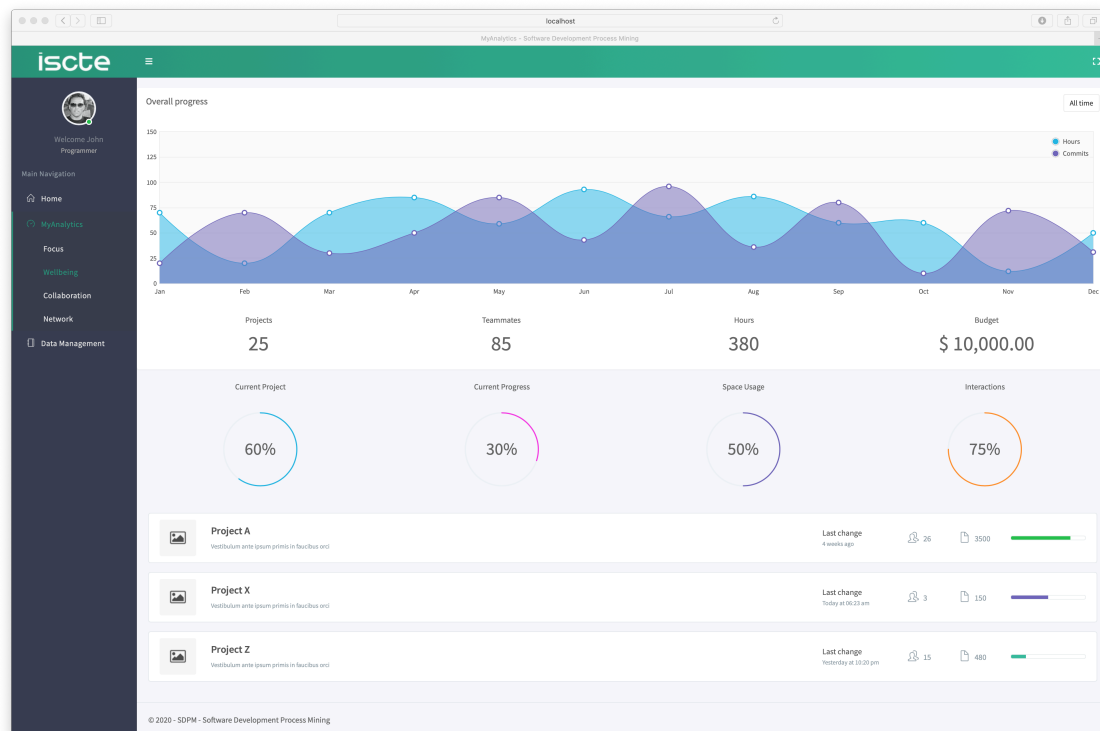 localhost
MyAnalytics - Software Development Process Mining
iscte
Welcome John
Programmer
Main Navigation
Home
MyAnalytics
Focus
Wellbeing
Collaboration
Network
Data Management
Overall progress
All time
Hours
Commits
150
125
100
75
50
25
0
Jan Feb Mar Apr May Jun Jul Aug Sep Oct Nov Dec
Projects Teammates Hours Budget
25 85 380 $ 10,000.00
Current Project Current Progress Space Usage Interactions
60% 30% 50% 75%
Project A
Vestibulum ante ipsum primis in faucibus orci
Last change
4 weeks ago
26 3500
Project X
Vestibulum ante ipsum primis in faucibus orci
Last change
Today at 06:23 am
3 150
Project Z
Vestibulum ante ipsum primis in faucibus orci
Last change
Yesterday at 10:20 pm
15 480
© 2020 - SDPM - Software Development Process Mining